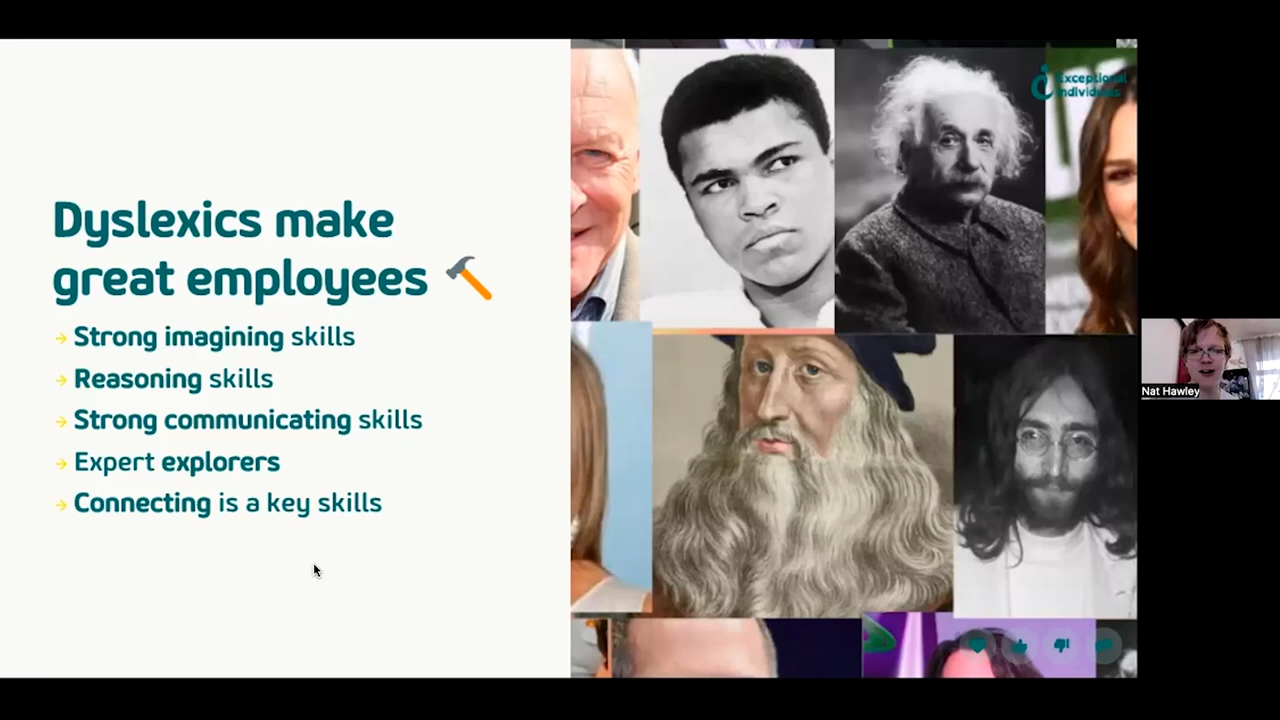 Dyslexics make
great employees
Strong imagining skills
Reasoning skills
Strong communicating skills
Expert explorers
Connecting is a key skills
Exceptional
individuals
Nat Hawley